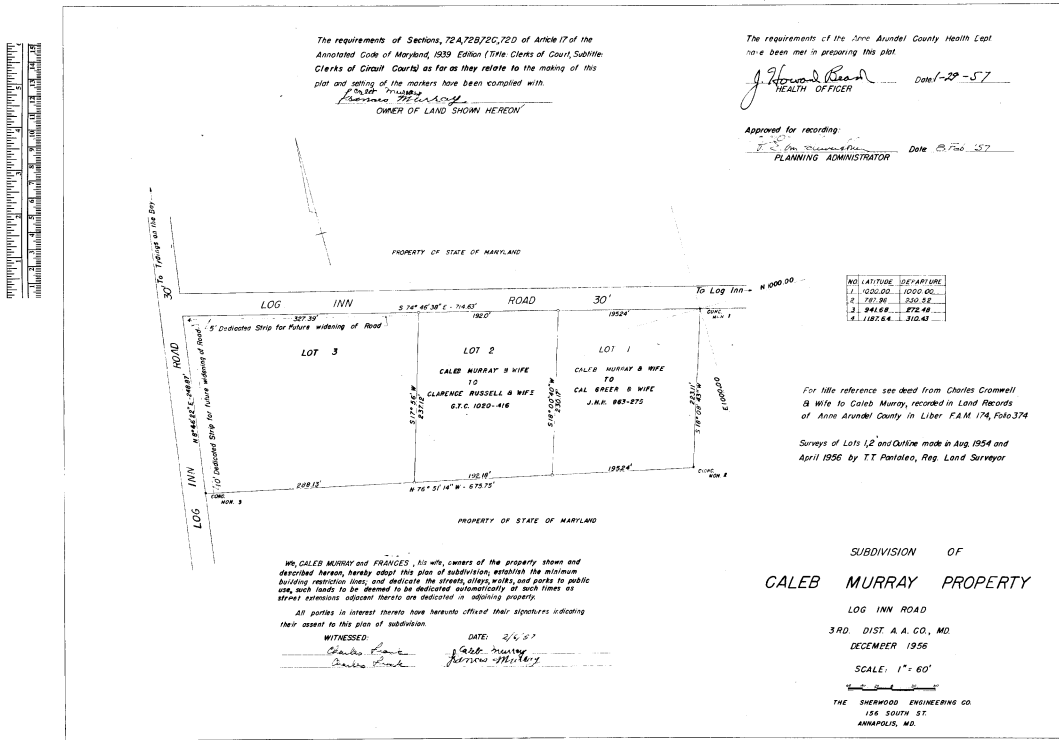 The requirements of Sections, 72A,72B,72C,72D of Article 17 of the
Annotated Code of Maryland, 1939 Edition (Title: Clerks of Court, Subtitle:
Clerks of Circuit Courts) as far as they relate to the making of this
plat and setting of the markers have been complied with.
Caleb Murray
Frances Murray
OWNER OF LAND SHOWN HEREON
The requirements of the Anne Arundel County Health Dept.
have been met in preparing this plat
J. Howard Beard Date 1-29-57
HEALTH OFFICER
Approved for recording:
Date 8 Feb '57
PLANNING ADMINISTRATOR
30' To Tydings on the Bay
PROPERTY OF STATE OF MARYLAND
To Log Inn
N 1000.00
LOG INN ROAD 30'
S 74° 46' 38" E - 714.63'
327.39' 192.0' 195.24'
CONC. MON. 1
5' Dedicated Strip for Future widening of Road
NO. LATITUDE DEPARTURE
1 1000.00 1000.00
2 787.98
3 941.68 272.48
4 1187.64 310.43
LOT 3
LOT 2
CALEB MURRAY & WIFE
TO
CLARENCE RUSSELL & WIFE
G.T.C. 1020-416
LOT 1
CALEB MURRAY & WIFE
TO
CAL GREER & WIFE
J.H.H. 963-275
LOG INN ROAD
10' Dedicated Strip for future widening of Road
S 17° 56' W
237.12'
S 18° 00' 40" W
230.17'
S 18° 09' 43" W
223.11'
E 1000.00
288.13' 192.18' 195.24'
N 76° 51' 14" W - 675.75'
CONC. MON. 3
CONC. MON. 2
PROPERTY OF STATE OF MARYLAND
For title reference see deed from Charles Cromwell
& Wife to Caleb Murray, recorded in Land Records
of Anne Arundel County in Liber F.A.M. 174, Folio 374
Surveys of Lots 1,2 and Outline made in Aug. 1954 and
April 1956 by T.T. Pantaleo, Reg. Land Surveyor
We, CALEB MURRAY and FRANCES, his wife, owners of the property shown and
described hereon, hereby adopt this plan of subdivision; establish the minimum
building restriction lines; and dedicate the streets, alleys, walks, and parks to public
use, such lands to be deemed to be dedicated automatically at such times as
street extensions adjacent thereto are dedicated in adjoining property.
All parties in interest thereto have hereunto affixed their signatures indicating
their assent to this plan of subdivision.
WITNESSED: DATE: 2/6/57
Charles Caleb Murray
Charles Frances Murray
SUBDIVISION OF
CALEB MURRAY PROPERTY
LOG INN ROAD
3RD. DIST. A. A. CO., MD.
DECEMBER 1956
SCALE: 1" = 60'
THE SHERWOOD ENGINEERING CO.
156 SOUTH ST.
ANNAPOLIS, MD.